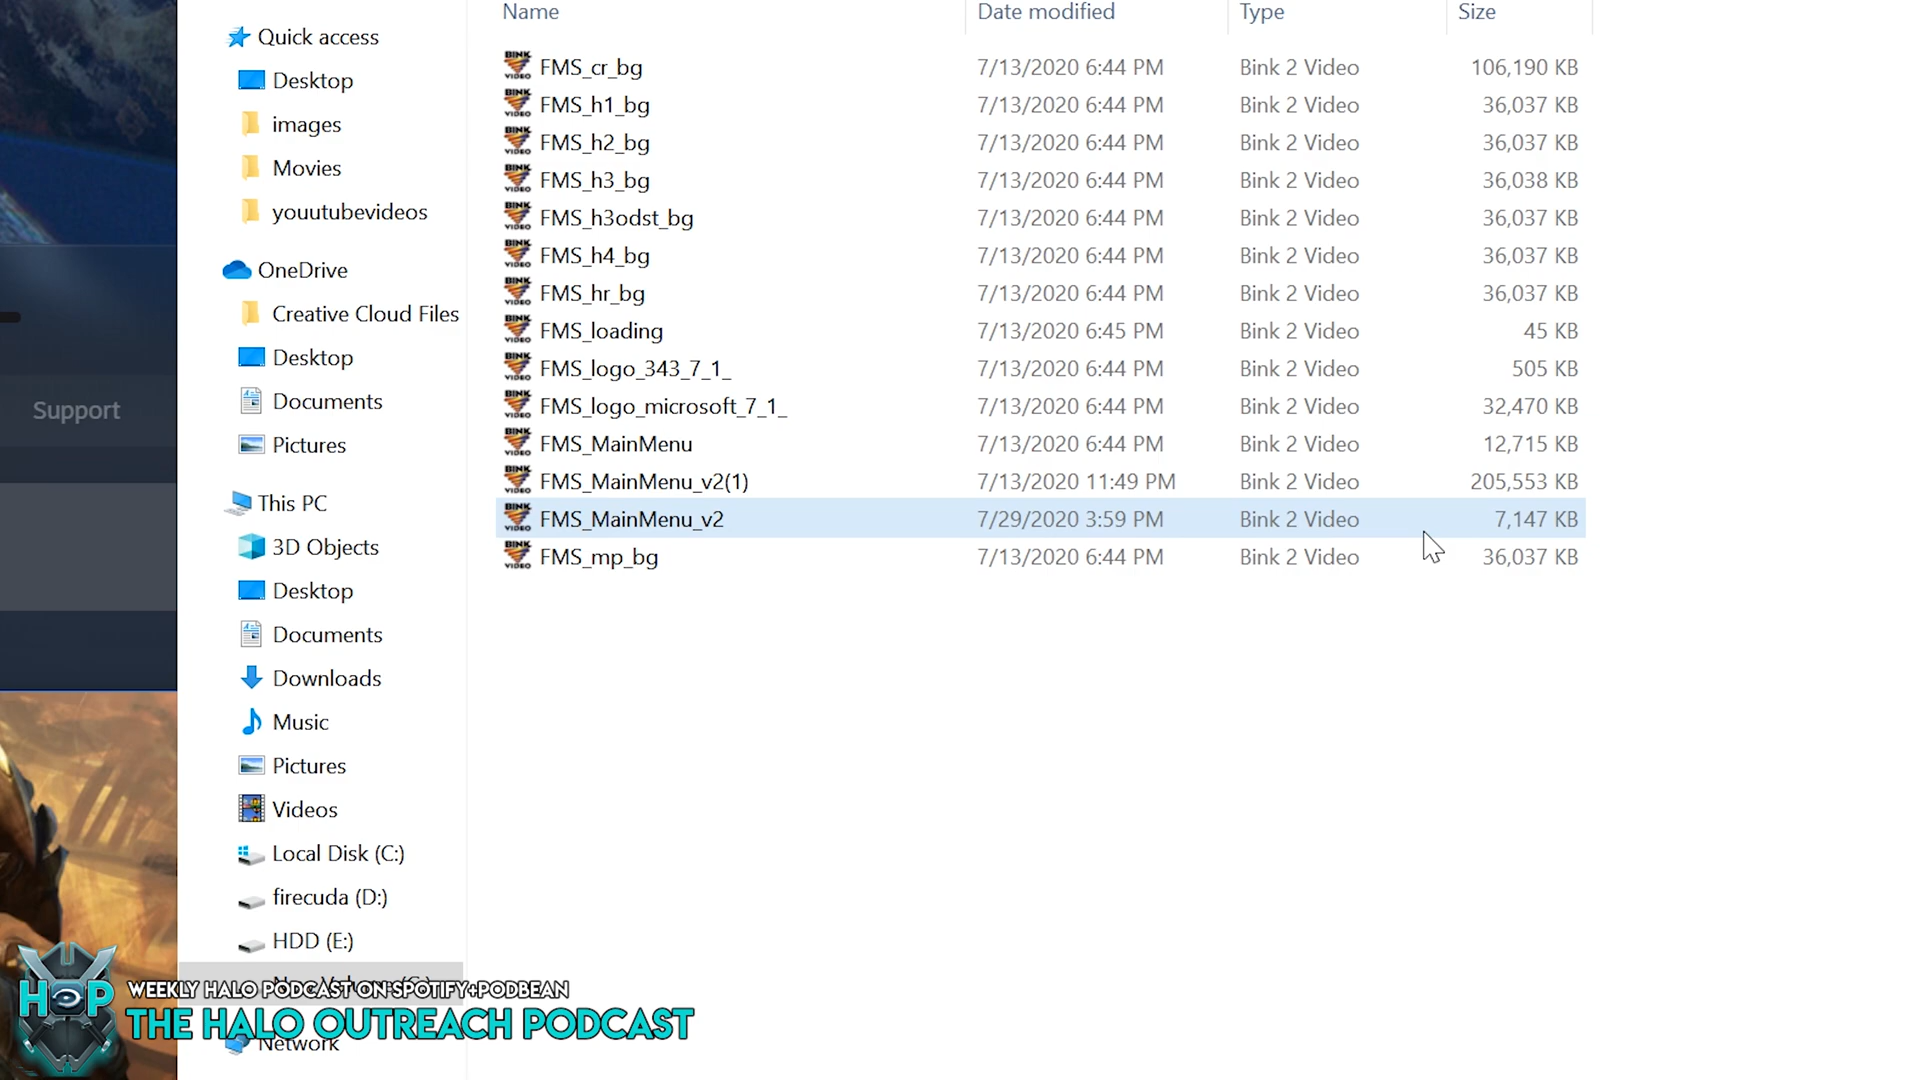 Name Date modified Type Size
Quick access
Desktop
images
Movies
youutubevideos
OneDrive
Creative Cloud Files
Desktop
Documents
Pictures
This PC
3D Objects
Desktop
Documents
Downloads
Music
Pictures
Videos
Local Disk (C:)
firecuda (D:)
HDD (E:)
Network
FMS_cr_bg 7/13/2020 6:44 PM Bink 2 Video 106,190 KB
FMS_h1_bg 7/13/2020 6:44 PM Bink 2 Video 36,037 KB
FMS_h2_bg 7/13/2020 6:44 PM Bink 2 Video 36,037 KB
FMS_h3_bg 7/13/2020 6:44 PM Bink 2 Video 36,038 KB
FMS_h3odst_bg 7/13/2020 6:44 PM Bink 2 Video 36,037 KB
FMS_h4_bg 7/13/2020 6:44 PM Bink 2 Video 36,037 KB
FMS_hr_bg 7/13/2020 6:44 PM Bink 2 Video 36,037 KB
FMS_loading 7/13/2020 6:45 PM Bink 2 Video 45 KB
FMS_logo_343_7_1_ 7/13/2020 6:44 PM Bink 2 Video 505 KB
FMS_logo_microsoft_7_1_ 7/13/2020 6:44 PM Bink 2 Video 32,470 KB
FMS_MainMenu 7/13/2020 6:44 PM Bink 2 Video 12,715 KB
FMS_MainMenu_v2(1) 7/13/2020 11:49 PM Bink 2 Video 205,553 KB
FMS_MainMenu_v2 7/29/2020 3:59 PM Bink 2 Video 7,147 KB
FMS_mp_bg 7/13/2020 6:44 PM Bink 2 Video 36,037 KB
Support
HOP
WEEKLY HALO PODCAST ON SPOTIFY+PODBEAN
THE HALO OUTREACH PODCAST